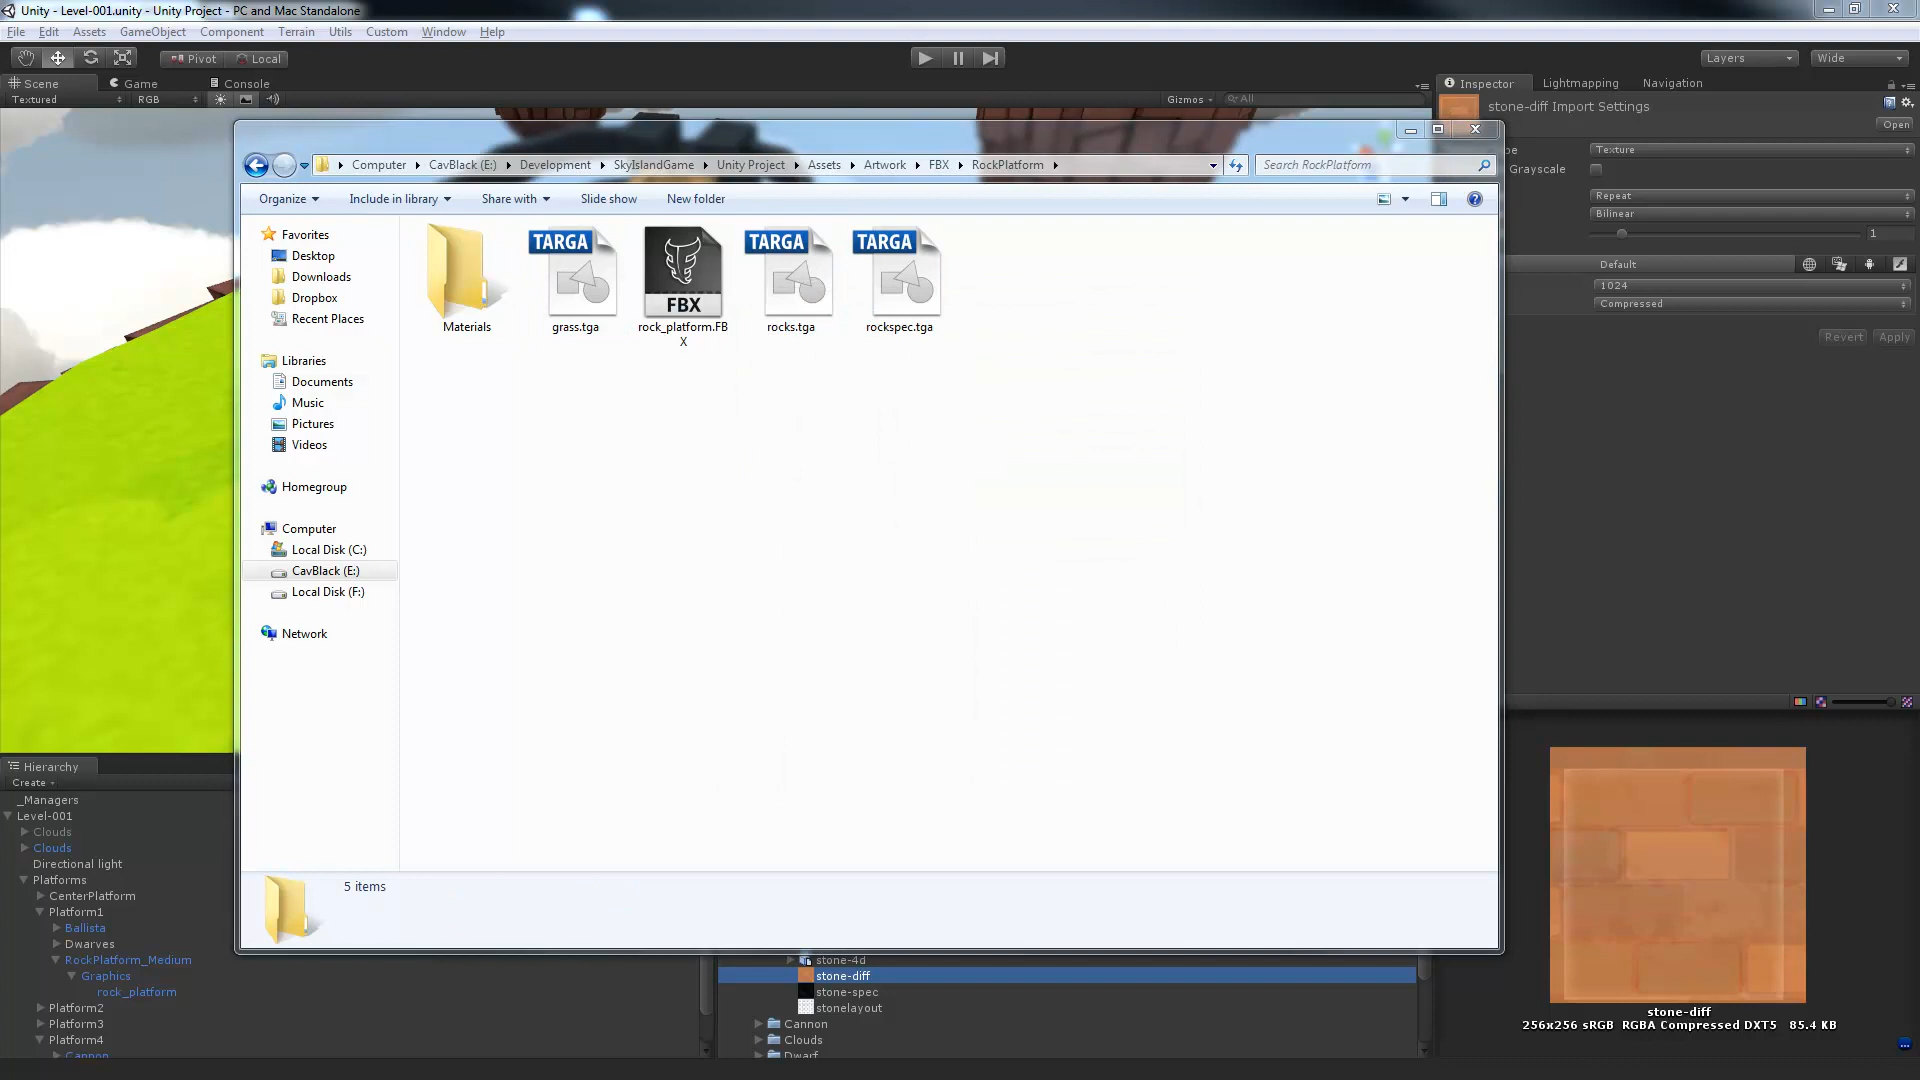 Unity - Level-001.unity - Unity Project - PC and Mac Standalone
File Edit Assets GameObject Component Terrain Utils Custom Window Help
Pivot Local Layers Wide
Scene Game Console Inspector Lightmapping Navigation
Textured RGB Gizmos All
stone-diff Import Settings
Open
pe Texture
Grayscale
Repeat
Bilinear
1
Default
1024
Compressed
Revert Apply
Computer CavBlack (E:) Development SkyIslandGame Unity Project Assets Artwork FBX RockPlatform Search RockPlatform
Organize Include in library Share with Slide show New folder
Favorites
Desktop
Downloads
Dropbox
Recent Places
Libraries
Documents
Music
Pictures
Videos
Homegroup
Computer
Local Disk (C:)
CavBlack (E:)
Local Disk (F:)
Network
TARGA TARGA TARGA
FBX
Materials grass.tga rock_platform.FB rocks.tga rockspec.tga
X
5 items
Hierarchy
Create
_Managers
Level-001
Clouds
Clouds
Directional light
Platforms
CenterPlatform
Platform1
Ballista
Dwarves
RockPlatform_Medium
Graphics
rock_platform
Platform2
Platform3
Platform4
Cannon
stone-4d
stone-diff
stone-spec
stonelayout
Cannon
Clouds
Dwarf
stone-diff
256x256 sRGB RGBA Compressed DXT5 85.4 KB